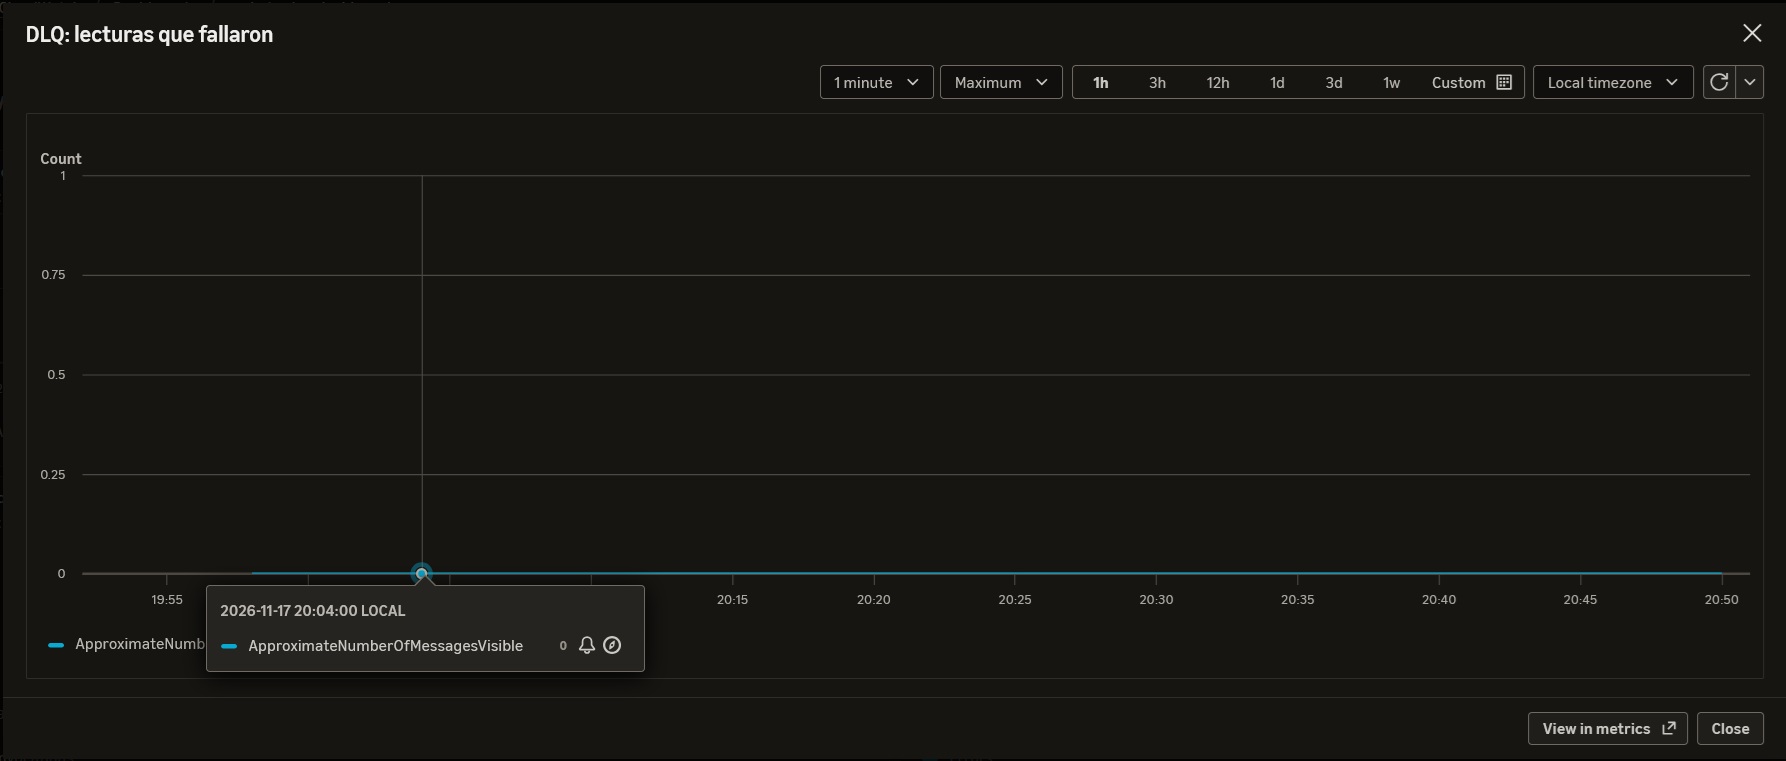 DLQ: lecturas que fallaron
1 minute
Maximum
1h 3h 12h 1d 3d 1w Custom
Local timezone
Count
1
0.75
0.5
0.25
0
19:55 20:15 20:20 20:25 20:30 20:35 20:40 20:45 20:50
2026-11-17 20:04:00 LOCAL
ApproximateNumb
ApproximateNumberOfMessagesVisible 0
View in metrics
Close